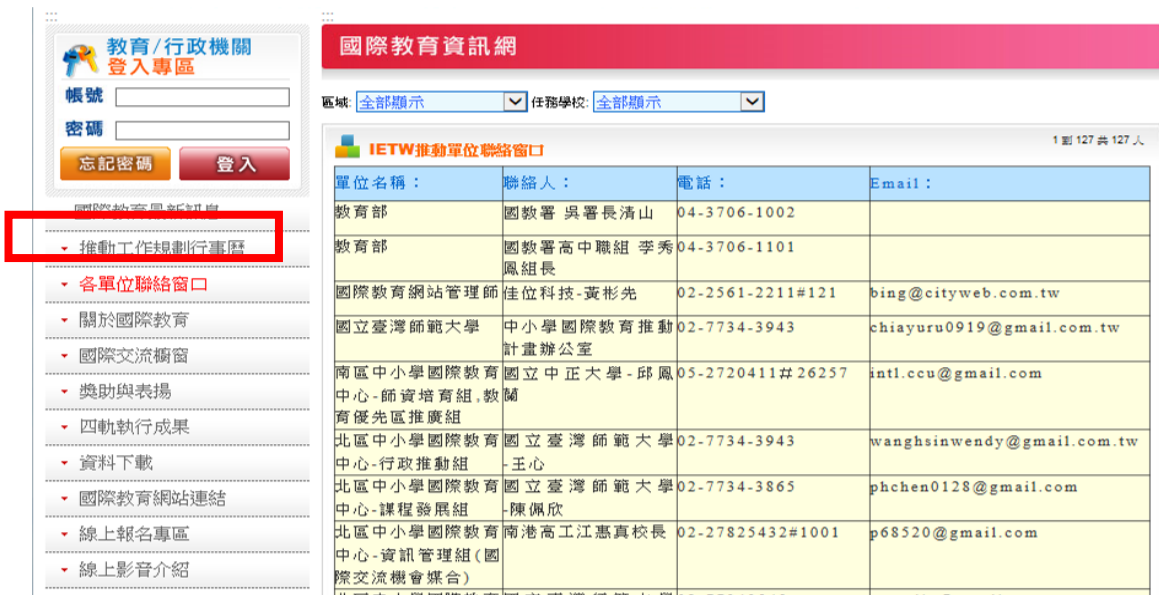 :::
教育/行政機關
登入專區
帳號
密碼
忘記密碼 登入
國際教育最新訊息
推動工作規劃行事曆
各單位聯絡窗口
關於國際教育
國際交流櫥窗
獎助與表揚
四軌執行成果
資料下載
國際教育網站連結
線上報名專區
線上影音介紹
:::
國際教育資訊網
區域: 全部顯示 任務學校: 全部顯示
IETW推動單位聯絡窗口
1 到 127 共 127 人
單位名稱： 聯絡人： 電話： Email：
教育部 國教署 吳署長清山 04-3706-1002
教育部 國教署高中職組 李秀 04-3706-1101
鳳組長
國際教育網站管理師 佳位科技-黃彬先 02-2561-2211#121 bing@cityweb.com.tw
國立臺灣師範大學 中小學國際教育推動 02-7734-3943 chiayuru0919@gmail.com.tw
計畫辦公室
南區中小學國際教育 國立中正大學-邱鳳 05-2720411#26257 intl.ccu@gmail.com
中心-師資培育組,教 蘭
育優先區推廣組
北區中小學國際教育 國立臺灣師範大學 02-7734-3943 wanghsinwendy@gmail.com.tw
中心-行政推動組 -王心
北區中小學國際教育 國立臺灣師範大學 02-7734-3865 phchen0128@gmail.com
中心-課程發展組 -陳佩欣
北區中小學國際教育 南港高工江惠真校長 02-27825432#1001 p68520@gmail.com
中心-資訊管理組(國
際交流機會媒合)